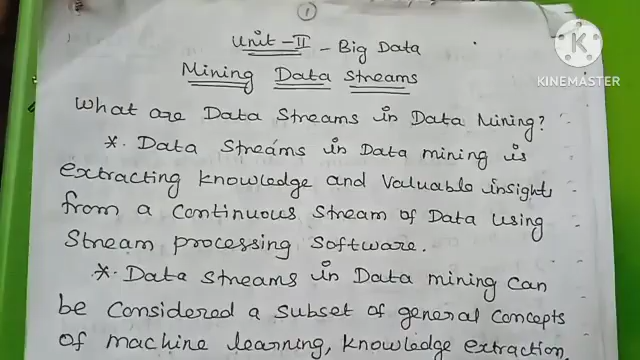 1
Unit-II - Big Data
Mining Data Streams
What are Data Streams in Data Mining?
*. Data Streams in Data mining is
extracting knowledge and valuable insights
from a continuous stream of Data using
Stream processing software.
*. Data streams in Data mining can
be considered a subset of general concepts
of machine learning, knowledge extraction
K
KINEMASTER